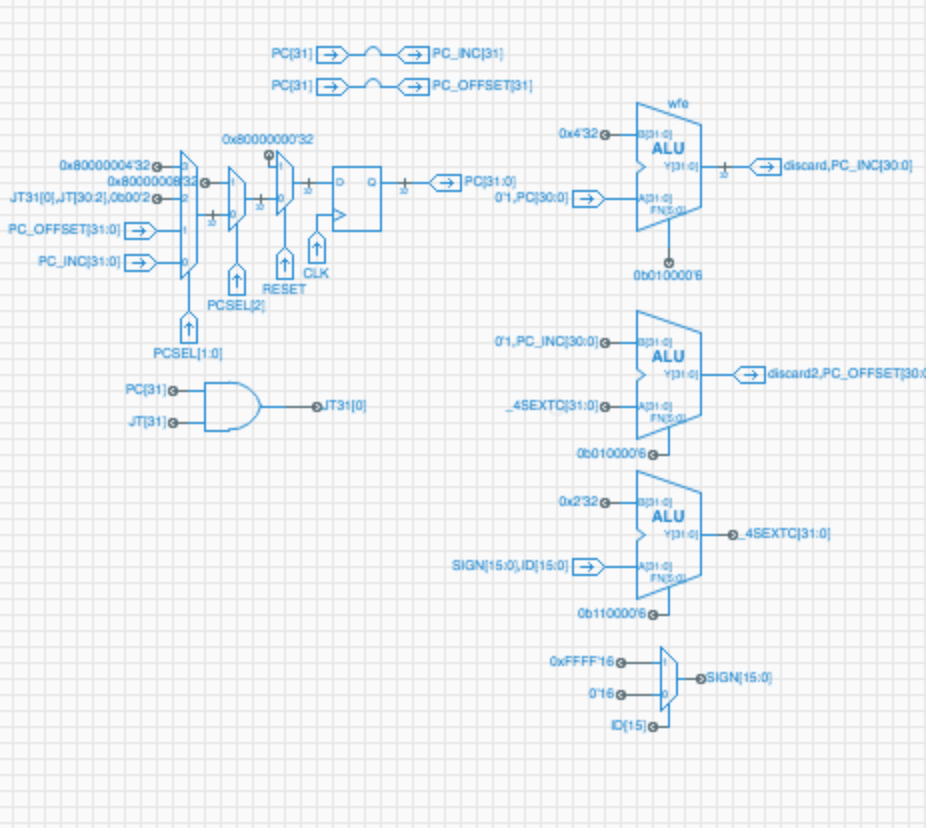 PC[31] PC_INC[31]
PC[31] PC_OFFSET[31]
wfe
0x4'32 B[31:0]
ALU
Y[31:0] discard,PC_INC[30:0]
0'1,PC[30:0] A[31:0]
FN[5:0]
0b010000'6
0x80000000'32
0x80000004'32 3
0x80000008'32 1
JT31[0],JT[30:2],0b00'2 2
PC_OFFSET[31:0] 1
PC_INC[31:0] 0
0
1
0
D Q PC[31:0]
CLK
RESET
PCSEL[2]
PCSEL[1:0]
PC[31]
JT[31]
JT31[0]
0'1,PC_INC[30:0] B[31:0]
ALU
Y[31:0] discard2,PC_OFFSET[30:0
_4SEXTC[31:0] A[31:0]
FN[5:0]
0b010000'6
0x2'32 B[31:0]
ALU
Y[31:0] _4SEXTC[31:0]
SIGN[15:0],ID[15:0] A[31:0]
FN[5:0]
0b110000'6
0xFFFF'16 1
SIGN[15:0]
0'16 0
ID[15]